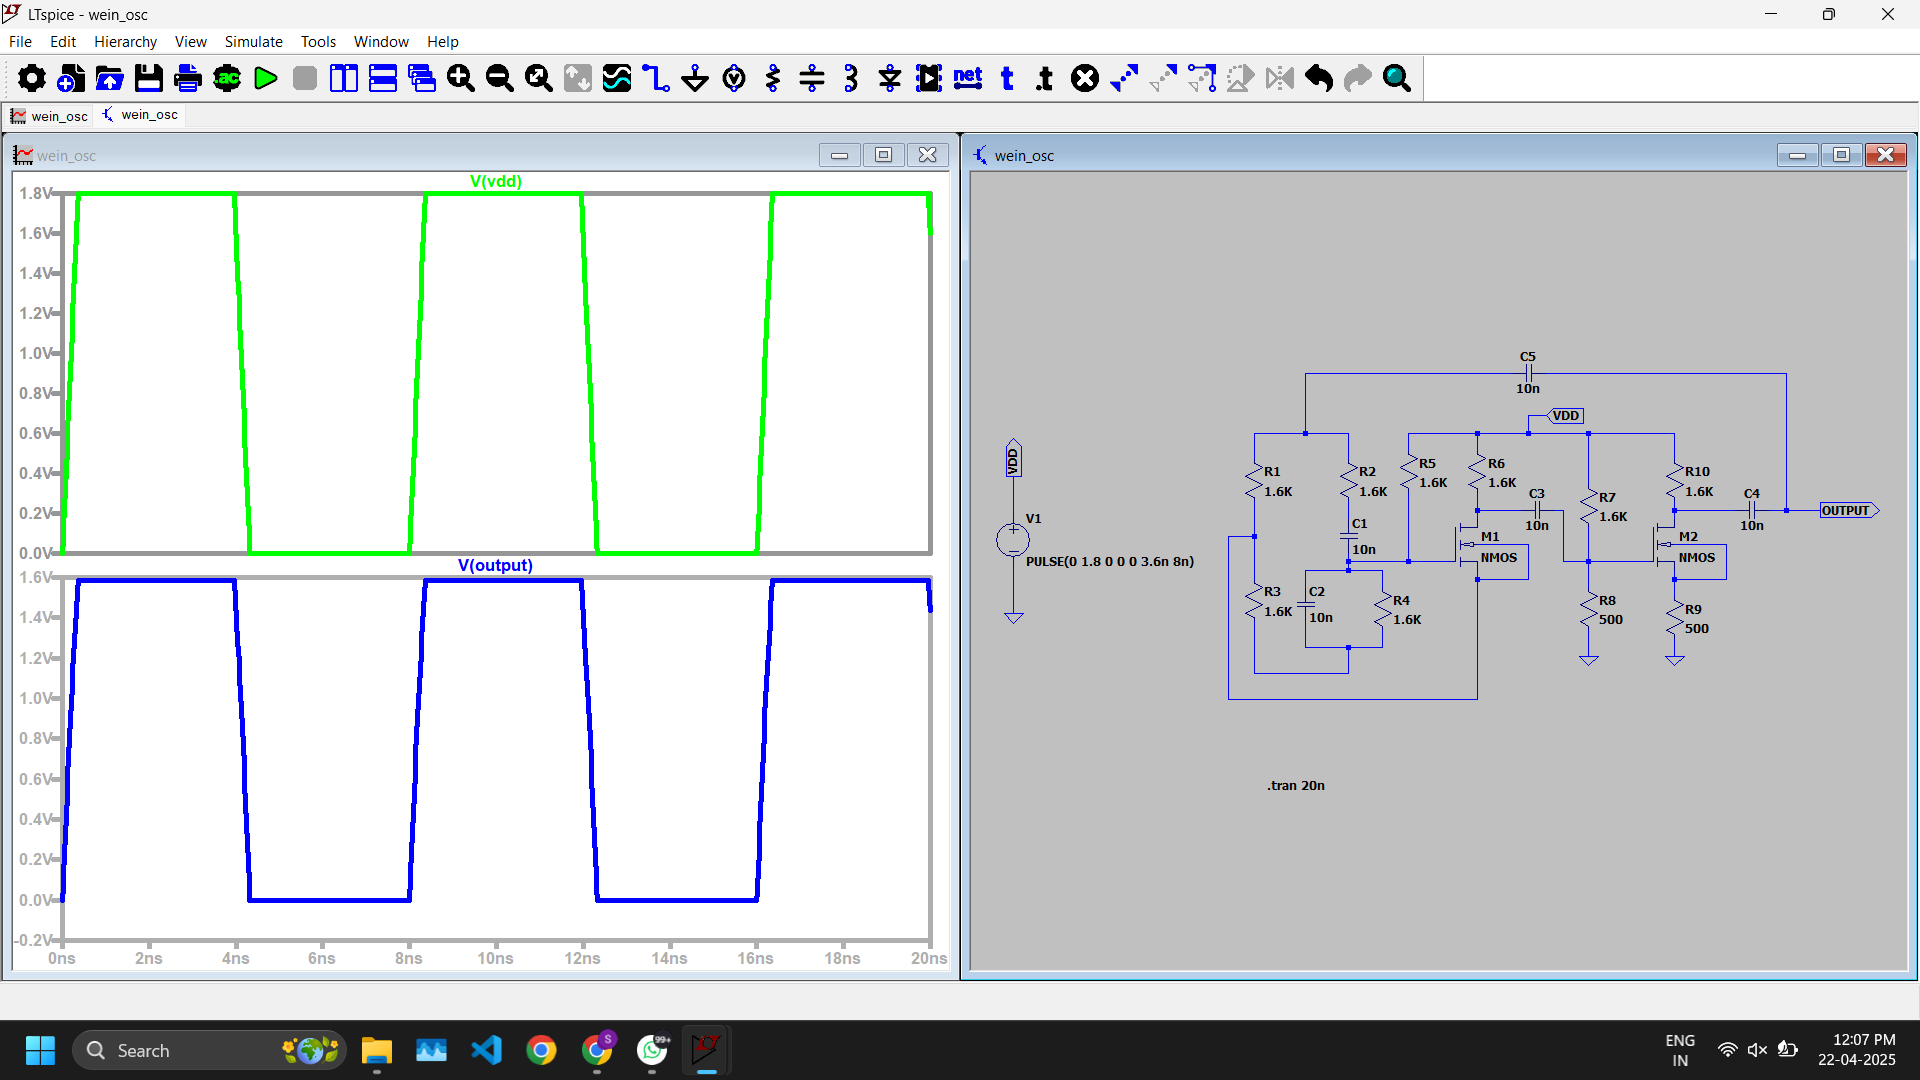 LTspice - wein_osc
File Edit Hierarchy View Simulate Tools Window Help
.ac net t .t
wein_osc wein_osc
wein_osc
V(vdd)
1.8V
1.6V
1.4V
1.2V
1.0V
0.8V
0.6V
0.4V
0.2V
0.0V
V(output)
1.6V
1.4V
1.2V
1.0V
0.8V
0.6V
0.4V
0.2V
0.0V
-0.2V
0ns 2ns 4ns 6ns 8ns 10ns 12ns 14ns 16ns 18ns 20ns
wein_osc
C5
10n
VDD
VDD
V1
PULSE(0 1.8 0 0 0 3.6n 8n)
R1
1.6K
R2
1.6K
R5
1.6K
R6
1.6K
R7
1.6K
R10
1.6K
C3
10n
C4
10n
OUTPUT
C1
10n
M1
NMOS
M2
NMOS
R3
1.6K
C2
10n
R4
1.6K
R8
500
R9
500
.tran 20n
Search
S
99+
ENG
IN
12:07 PM
22-04-2025